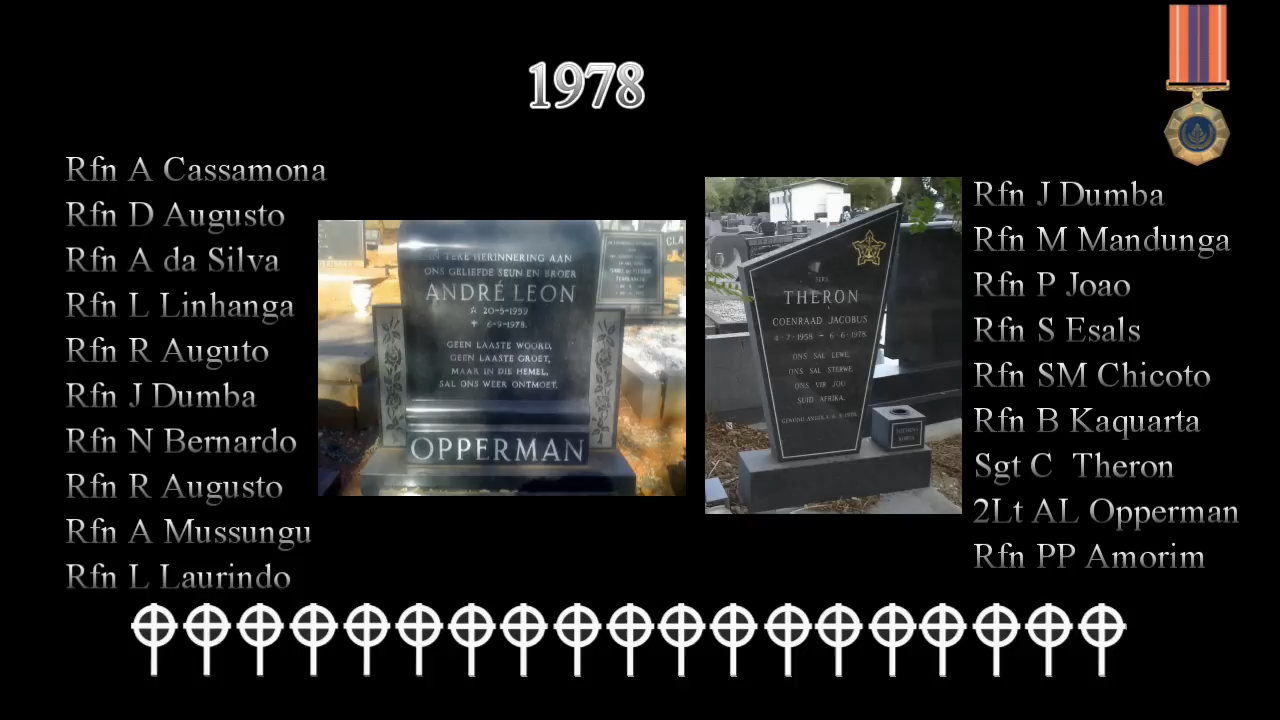 1978
Rfn A Cassamona
Rfn D Augusto
Rfn A da Silva
Rfn L Linhanga
Rfn R Auguto
Rfn J Dumba
Rfn N Bernardo
Rfn R Augusto
Rfn A Mussungu
Rfn L Laurindo
IN TERE HERINNERING AAN
ONS GELIEFDE SEUN EN BROER
ANDRÉ LEON
20-5-1959
6-9-1978.
GEEN LAASTE WOORD,
GEEN LAASTE GROET,
MAAR IN DIE HEMEL,
SAL ONS WEER ONTMOET.
OPPERMAN
THERON
COENRAAD JACOBUS
4-7-1958 - 6-6-1978.
ONS SAL LEWE,
ONS SAL STERWE,
ONS VIR JOU
SUID AFRIKA.
Rfn J Dumba
Rfn M Mandunga
Rfn P Joao
Rfn S Esals
Rfn SM Chicoto
Rfn B Kaquarta
Sgt C Theron
2Lt AL Opperman
Rfn PP Amorim